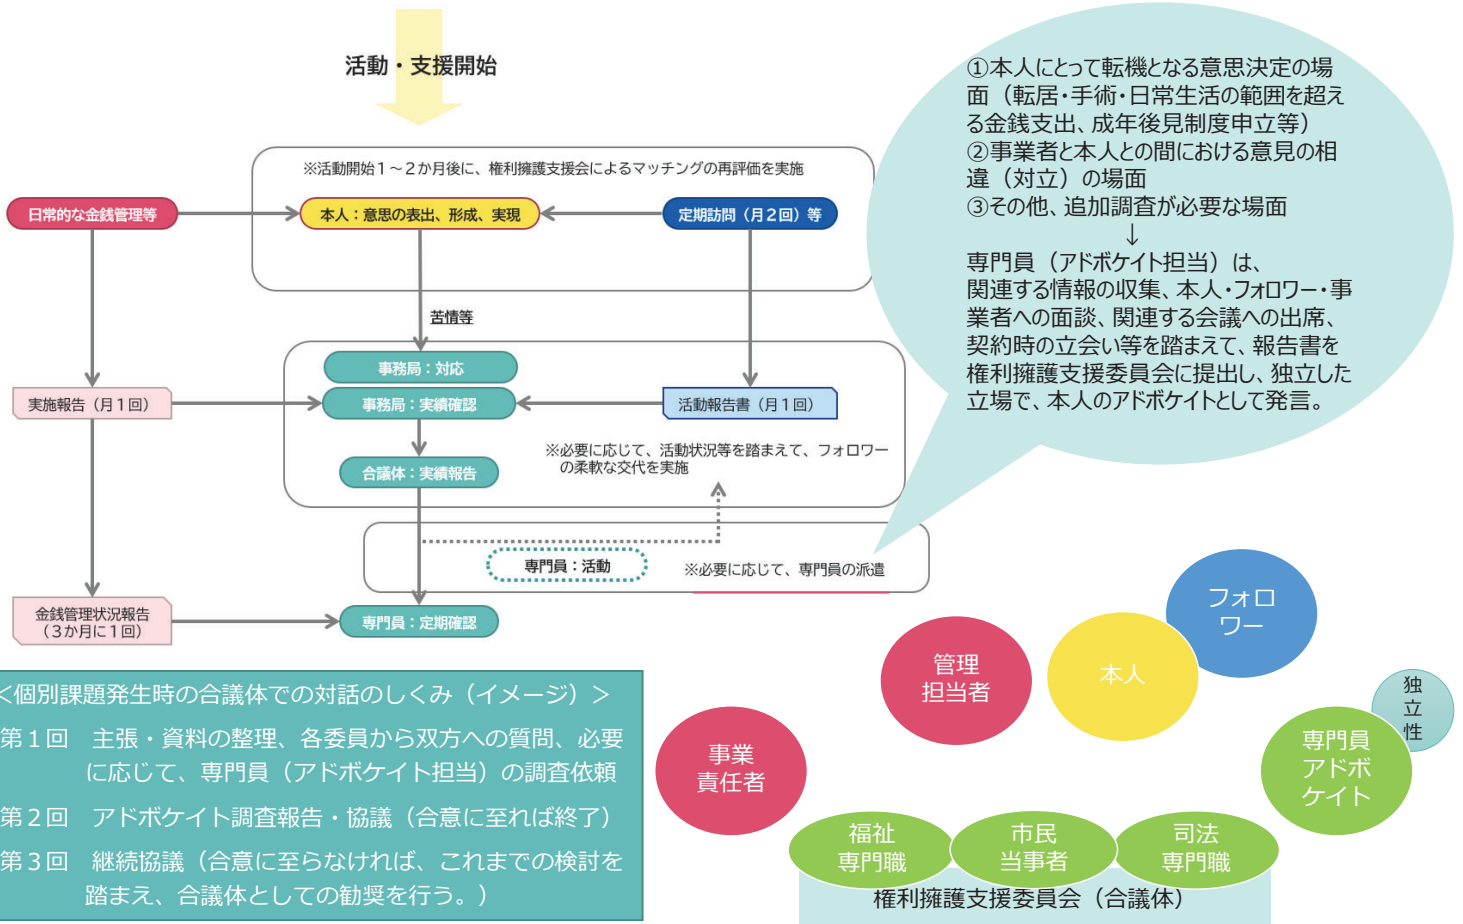 活動・支援開始
※活動開始１～２か月後に、権利擁護支援会によるマッチングの再評価を実施
日常的な金銭管理等
本人：意思の表出、形成、実現
定期訪問（月２回）等
苦情等
事務局：対応
実施報告（月１回）
事務局：実績確認
活動報告書（月１回）
※必要に応じて、活動状況等を踏まえて、フォロワー
の柔軟な交代を実施
合議体：実績報告
専門員：活動
※必要に応じて、専門員の派遣
金銭管理状況報告
（３か月に１回）
専門員：定期確認
①本人にとって転機となる意思決定の場
面（転居・手術・日常生活の範囲を超え
る金銭支出、成年後見制度申立等）
②事業者と本人との間における意見の相
違（対立）の場面
③その他、追加調査が必要な場面
↓
専門員（アドボケイト担当）は、
関連する情報の収集、本人・フォロワー・事
業者への面談、関連する会議への出席、
契約時の立会い等を踏まえて、報告書を
権利擁護支援委員会に提出し、独立した
立場で、本人のアドボケイトとして発言。
＜個別課題発生時の合議体での対話のしくみ（イメージ）＞
第１回　主張・資料の整理、各委員から双方への質問、必要
に応じて、専門員（アドボケイト担当）の調査依頼
第２回　アドボケイト調査報告・協議（合意に至れば終了）
第３回　継続協議（合意に至らなければ、これまでの検討を
踏まえ、合議体としての勧奨を行う。）
フォロ
ワー
本人
管理
担当者
事業
責任者
独
立
性
専門員
アドボ
ケイト
福祉
専門職
市民
当事者
司法
専門職
権利擁護支援委員会（合議体）